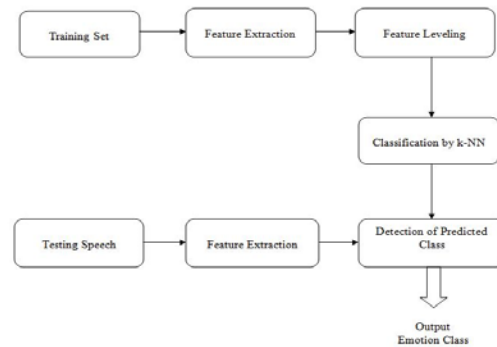 Training Set
Feature Extraction
Feature Leveling
Classification by k-NN
Testing Speech
Feature Extraction
Detection of Predicted
Class
Output
Emotion Class